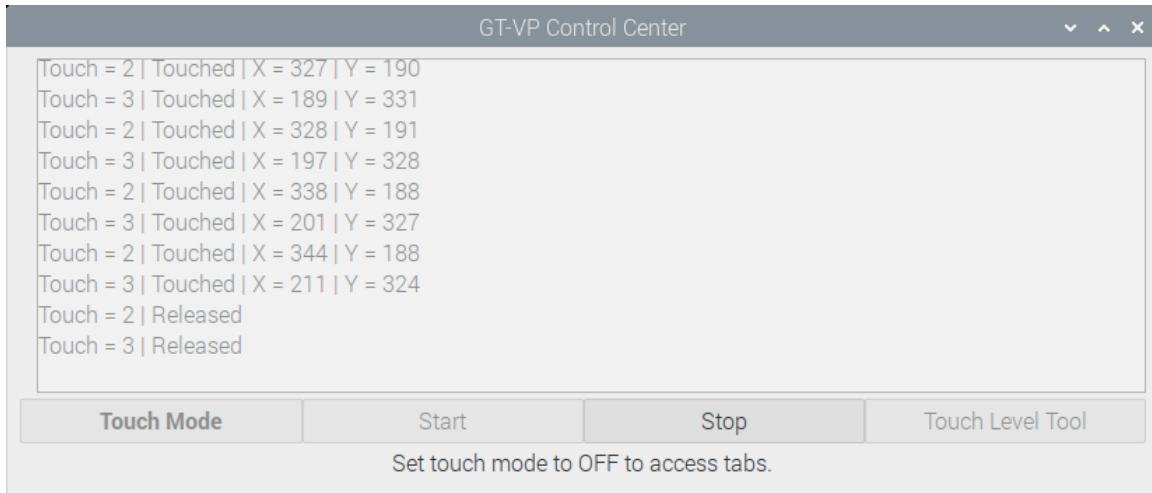 GT-VP Control Center
Touch = 2 | Touched | X = 327 | Y = 190
Touch = 3 | Touched | X = 189 | Y = 331
Touch = 2 | Touched | X = 328 | Y = 191
Touch = 3 | Touched | X = 197 | Y = 328
Touch = 2 | Touched | X = 338 | Y = 188
Touch = 3 | Touched | X = 201 | Y = 327
Touch = 2 | Touched | X = 344 | Y = 188
Touch = 3 | Touched | X = 211 | Y = 324
Touch = 2 | Released
Touch = 3 | Released
Touch Mode Start Stop Touch Level Tool
Set touch mode to OFF to access tabs.